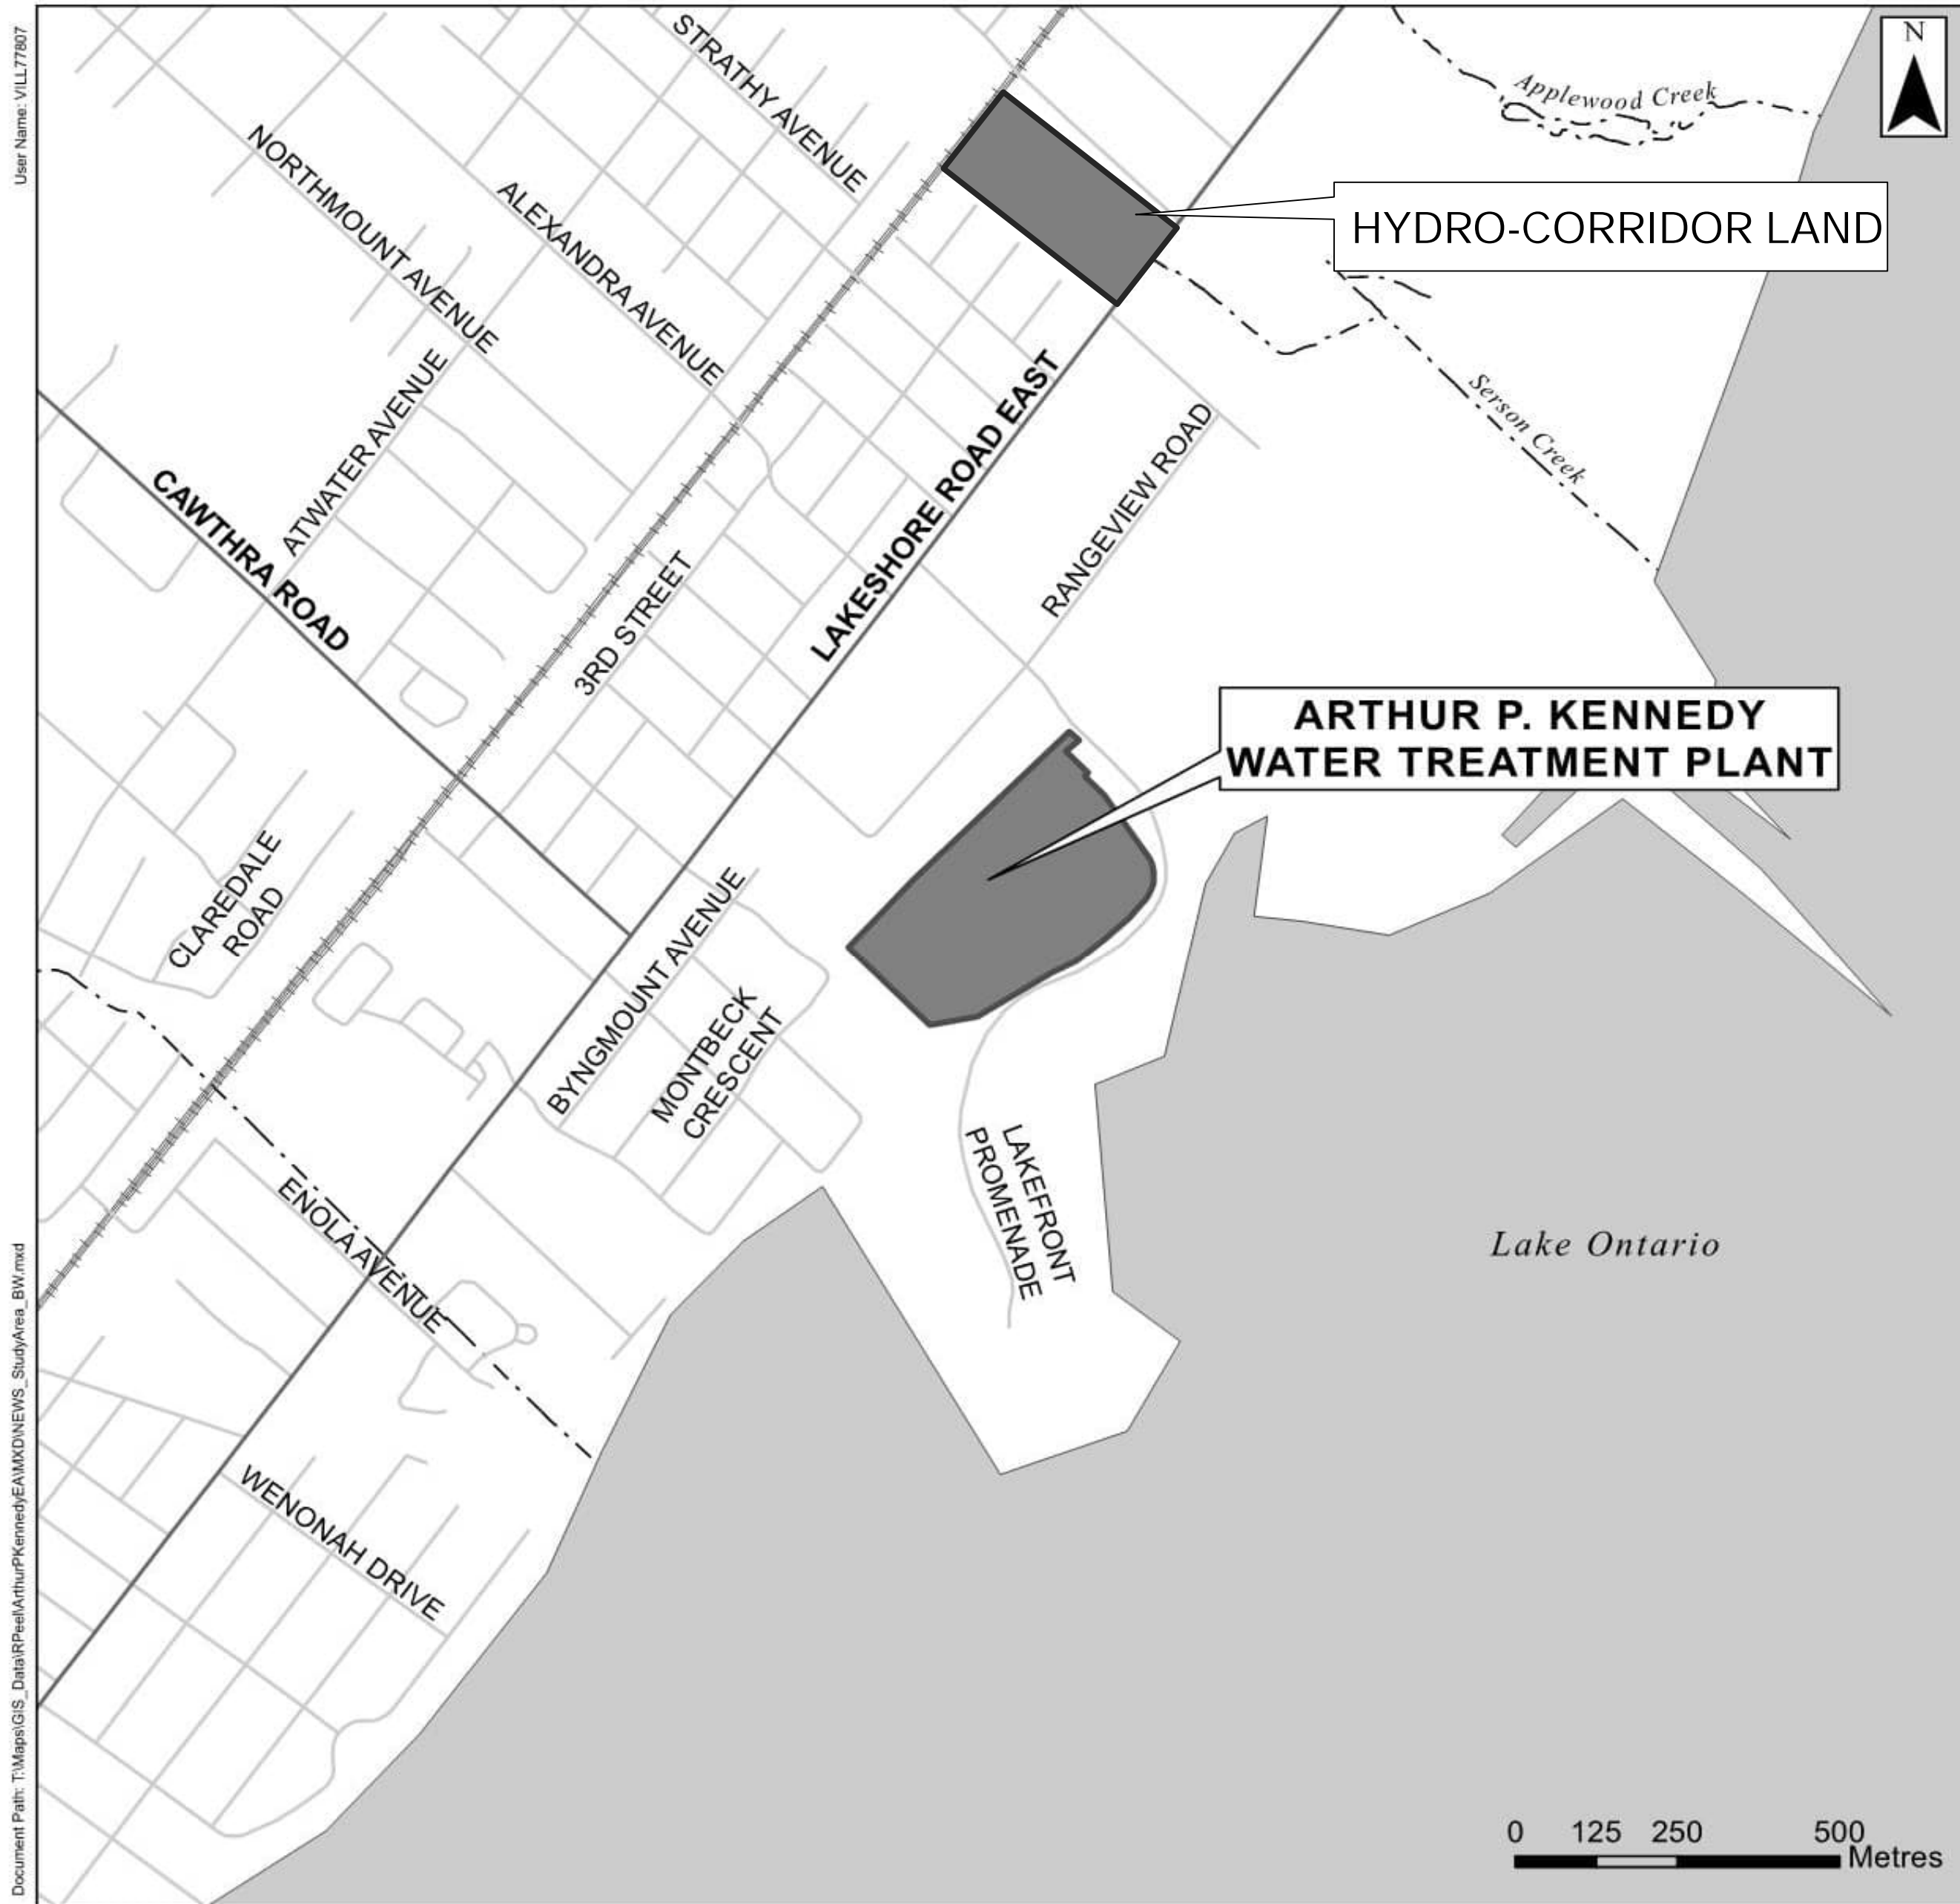 User Name: VILL77807
STRATHY AVENUE
N
Applewood Creek
NORTHMOUNT AVENUE
ALEXANDRA AVENUE
HYDRO-CORRIDOR LAND
ATWATER AVENUE
LAKESHORE ROAD EAST
RANGEVIEW ROAD
Serson Creek
CAWTHRA ROAD
3RD STREET
ARTHUR P. KENNEDY
WATER TREATMENT PLANT
CLAREDALE
ROAD
BYNGMOUNT AVENUE
MONTBECK
CRESCENT
LAKEFRONT
PROMENADE
ENOLA AVENUE
Lake Ontario
WENONAH DRIVE
0 125 250 500
Metres
Document Path: T:\Maps\GIS_Data\RPeel\ArthurPKennedyEA\MXD\NEWS_StudyArea_BW.mxd